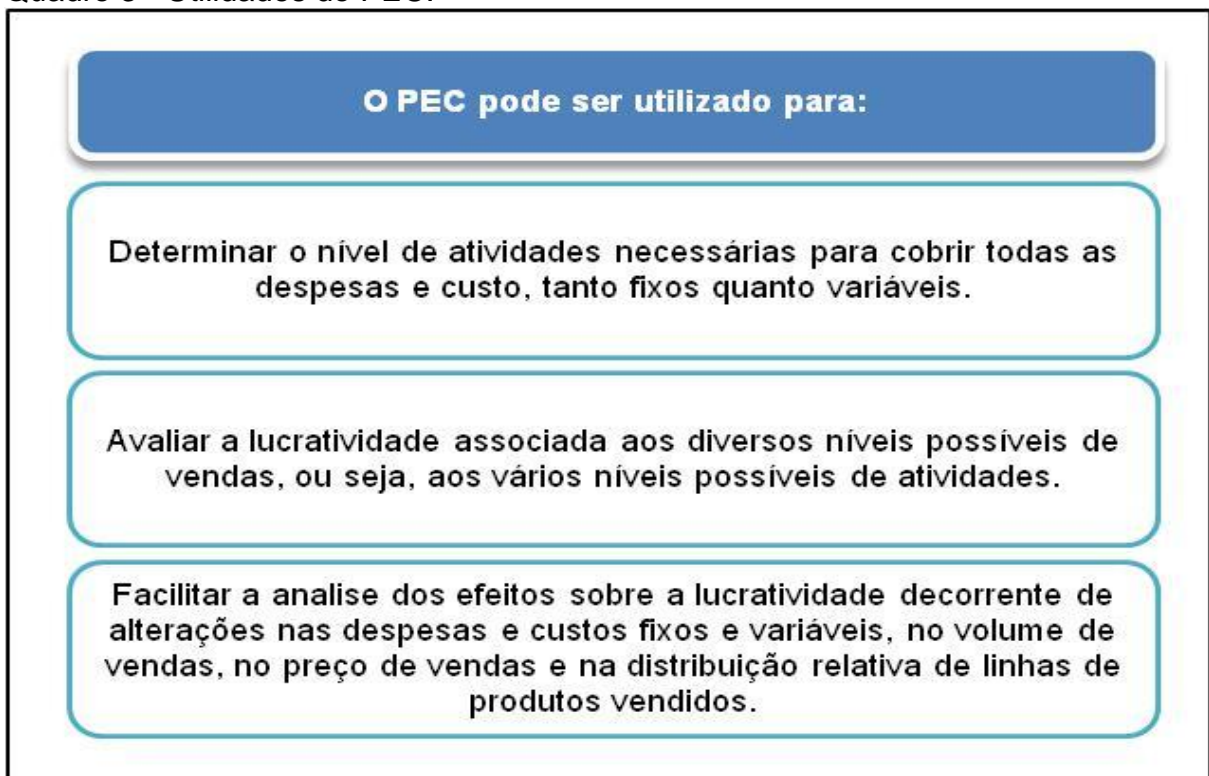 O PEC pode ser utilizado para:
Determinar o nível de atividades necessárias para cobrir todas as
despesas e custo, tanto fixos quanto variáveis.
Avaliar a lucratividade associada aos diversos níveis possíveis de
vendas, ou seja, aos vários níveis possíveis de atividades.
Facilitar a analise dos efeitos sobre a lucratividade decorrente de
alterações nas despesas e custos fixos e variáveis, no volume de
vendas, no preço de vendas e na distribuição relativa de linhas de
produtos vendidos.